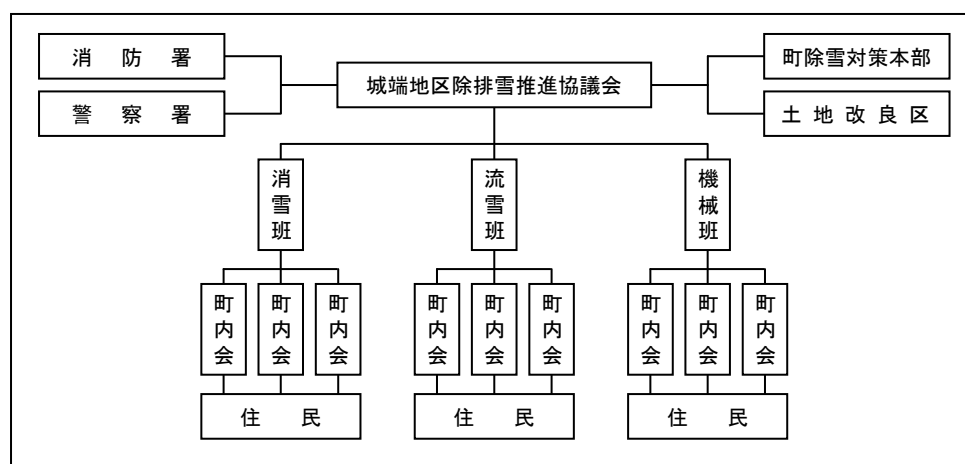 消防署
城端地区除排雪推進協議会
町除雪対策本部
警察署
土地改良区
消雪班
流雪班
機械班
町内会
町内会
町内会
町内会
町内会
町内会
町内会
町内会
町内会
住民
住民
住民